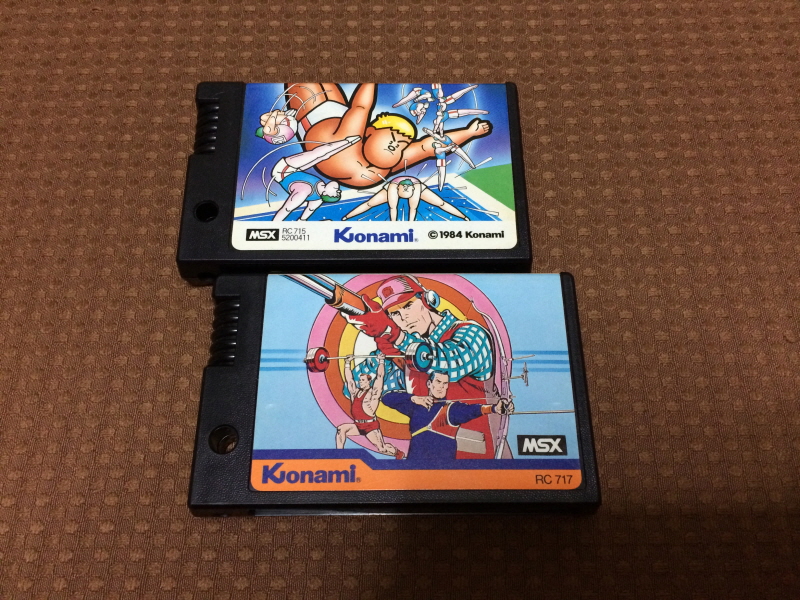 MSX RC 715
5200411
Konami® ©1984 Konami
MSX
Konami®
RC 717